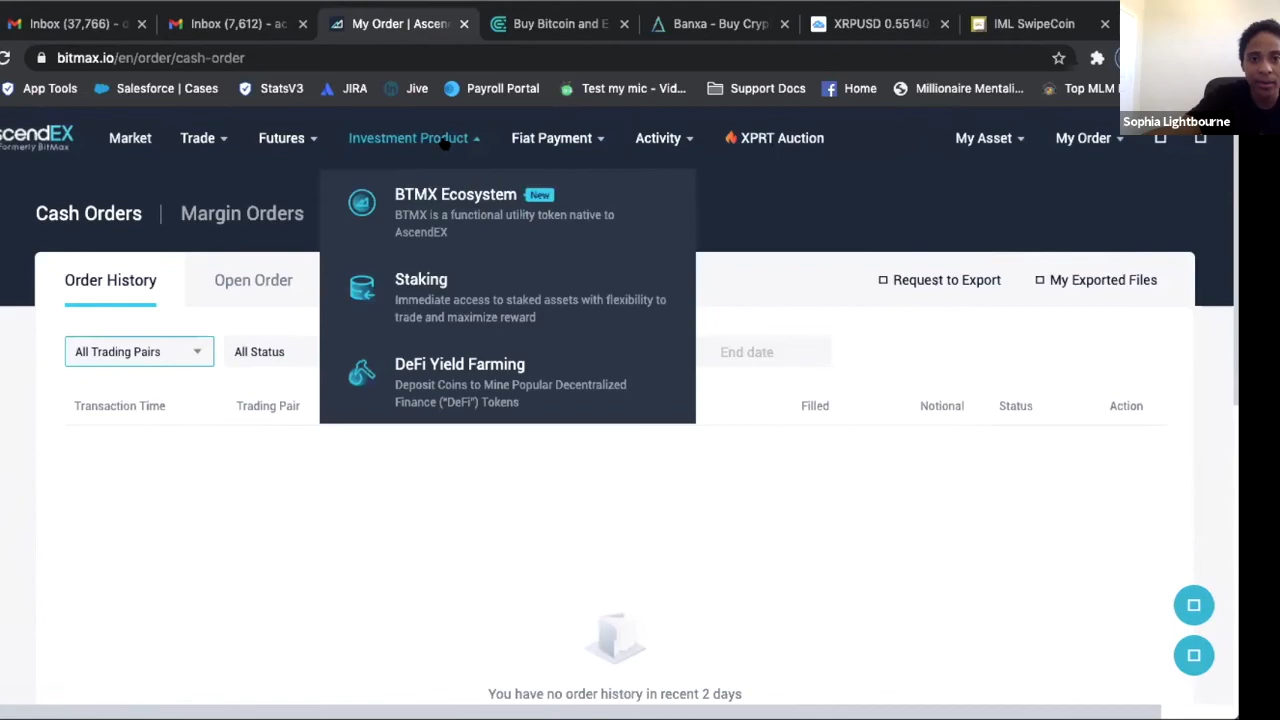 Inbox (37,766) - c
Inbox (7,612) - ac
My Order | Ascen
Buy Bitcoin and E
Banxa - Buy Cryp
XRPUSD 0.55140
IML SwipeCoin
bitmax.io/en/order/cash-order
App Tools
Salesforce | Cases
StatsV3
JIRA
Jive
Payroll Portal
Test my mic - Vid...
Support Docs
Home
Millionaire Mentali...
Top MLM
Sophia Lightbourne
scendEX
Formerly BitMax
Market
Trade
Futures
Investment Product
Fiat Payment
Activity
XPRT Auction
My Asset
My Order
Cash Orders | Margin Orders
BTMX Ecosystem New
BTMX is a functional utility token native to
AscendEX
Staking
Immediate access to staked assets with flexibility to
trade and maximize reward
DeFi Yield Farming
Deposit Coins to Mine Popular Decentralized
Finance (“DeFi”) Tokens
Order History
Open Order
Request to Export
My Exported Files
All Trading Pairs
All Status
End date
Transaction Time
Trading Pair
Filled
Notional
Status
Action
You have no order history in recent 2 days